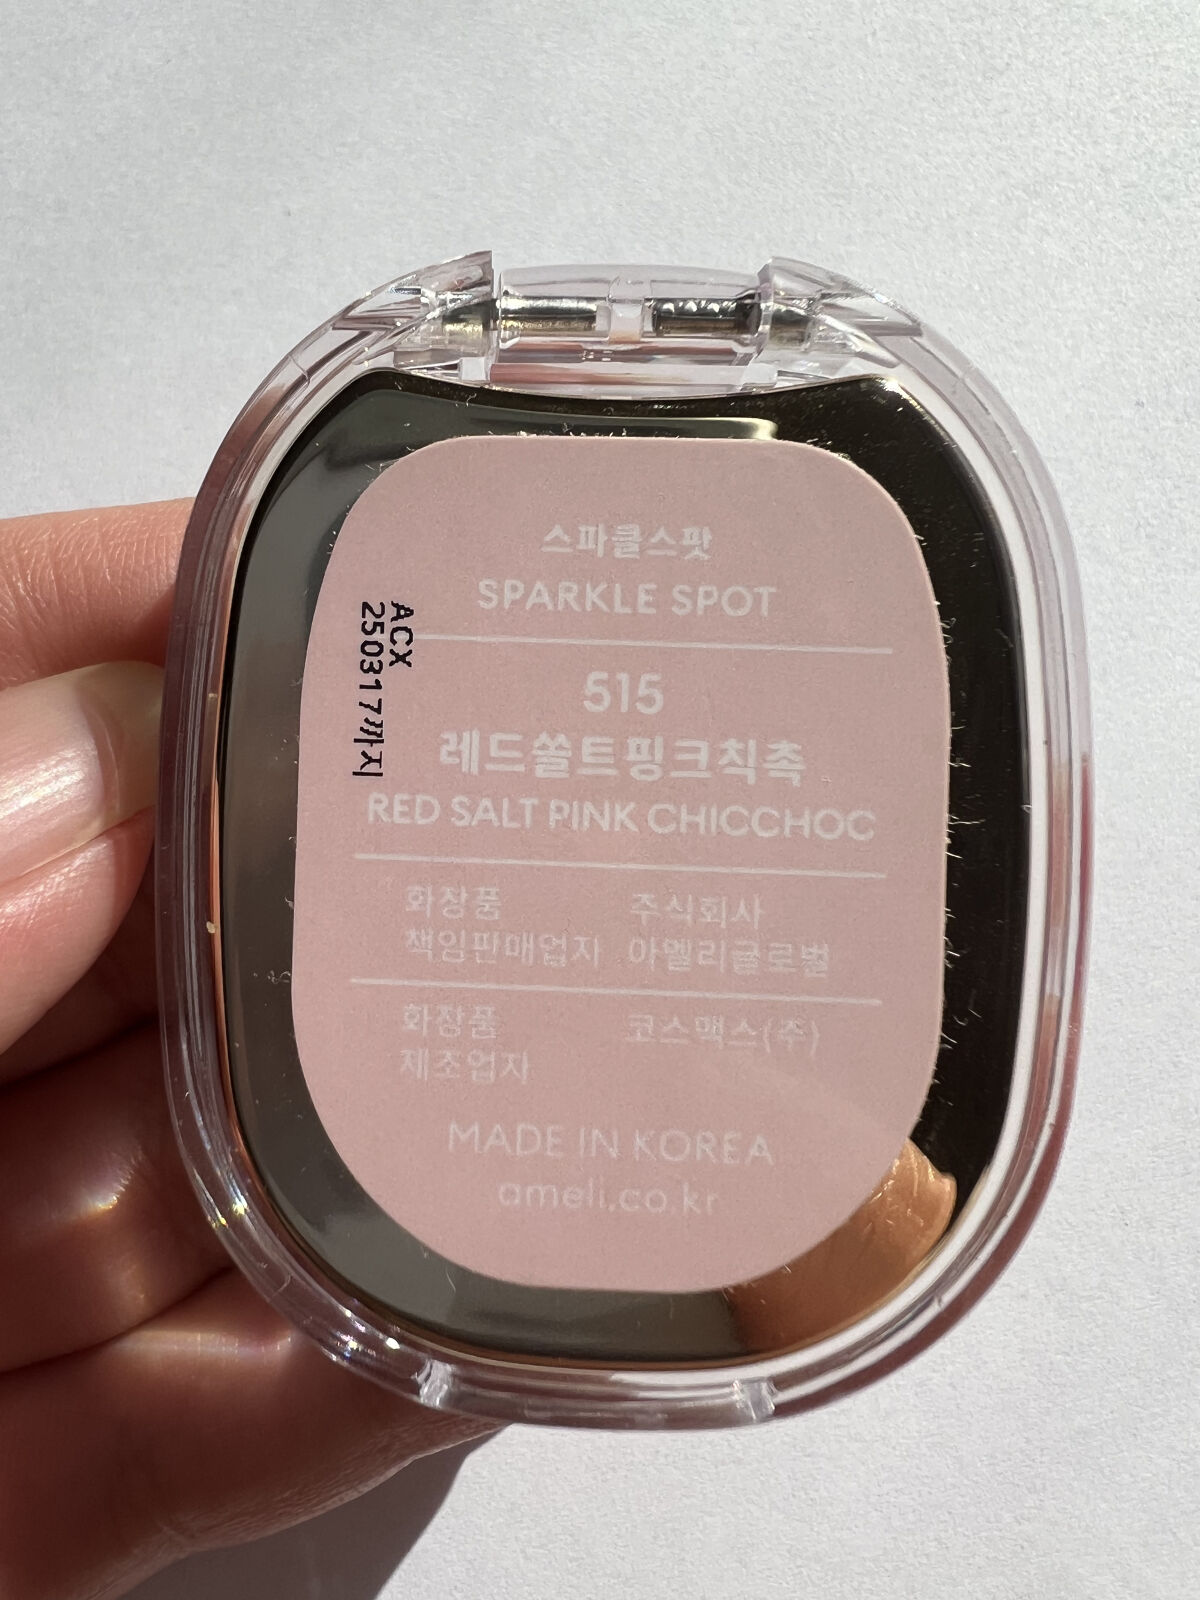 스파클스팟
SPARKLE SPOT
ACX
250317까지
515
레드쏠트핑크칙촉
RED SALT PINK CHICCHOC
화장품 주식회사
책임판매업자 아멜리글로벌
화장품 코스맥스(주)
제조업자
MADE IN KOREA
ameli.co.kr